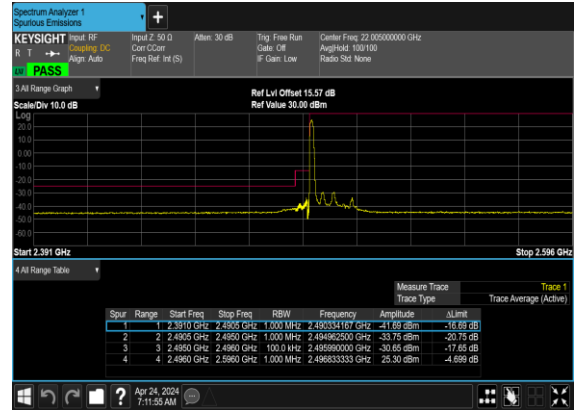 Spectrum Analyzer 1
Spurious Emissions
KEYSIGHT Input: RF Input Z: 50 Ω Atten: 30 dB Trig: Free Run Center Freq: 22.005000000 GHz
R T Coupling: DC Corr CCorr Gate: Off Avg|Hold: 100/100
Align: Auto Freq Ref: Int (S) IF Gain: Low Radio Std: None
PASS
3 All Range Graph
Ref Lvl Offset 15.57 dB
Scale/Div 10.0 dB Ref Value 30.00 dBm
Log
20.0
10.0
0.00
-10.0
-20.0
-30.0
-40.0
-50.0
-60.0
Start 2.391 GHz Stop 2.596 GHz
4 All Range Table
Measure Trace Trace 1
Trace Type Trace Average (Active)
Spur Range Start Freq Stop Freq RBW Frequency Amplitude ΔLimit
1 1 2.3910 GHz 2.4905 GHz 1.000 MHz 2.490334167 GHz -41.69 dBm -16.69 dB
2 2 2.4905 GHz 2.4950 GHz 1.000 MHz 2.494962500 GHz -33.75 dBm -20.75 dB
3 3 2.4950 GHz 2.4960 GHz 100.0 kHz 2.495990000 GHz -30.65 dBm -17.65 dB
4 4 2.4960 GHz 2.5960 GHz 1.000 MHz 2.496833333 GHz 25.30 dBm -4.699 dB
Apr 24, 2024
7:11:55 AM